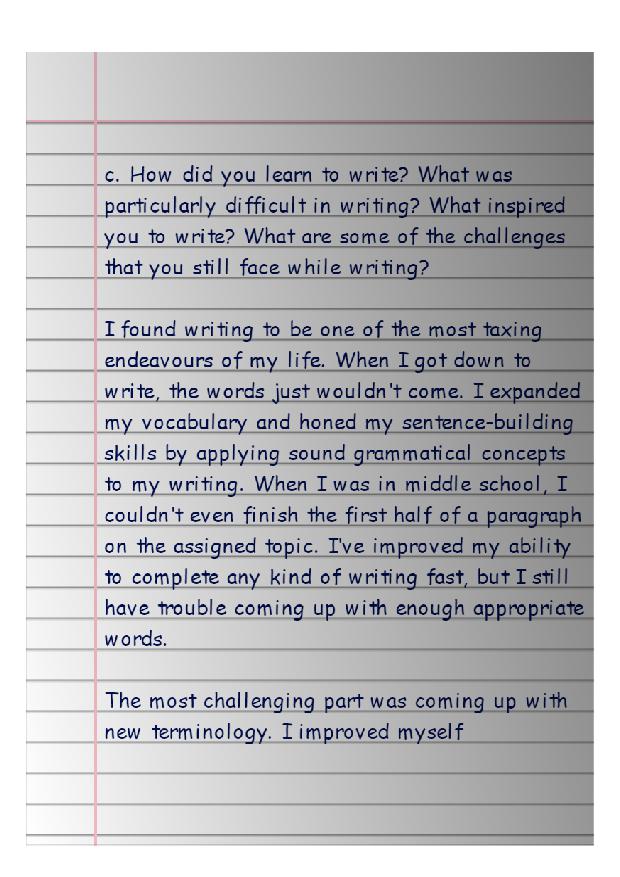 c. How did you learn to write? What was
particularly difficult in writing? What inspired
you to write? What are some of the challenges
that you still face while writing?
I found writing to be one of the most taxing
endeavours of my life. When I got down to
write, the words just wouldn't come. I expanded
my vocabulary and honed my sentence-building
skills by applying sound grammatical concepts
to my writing. When I was in middle school, I
couldn't even finish the first half of a paragraph
on the assigned topic. I've improved my ability
to complete any kind of writing fast, but I still
have trouble coming up with enough appropriate
words.
The most challenging part was coming up with
new terminology. I improved myself